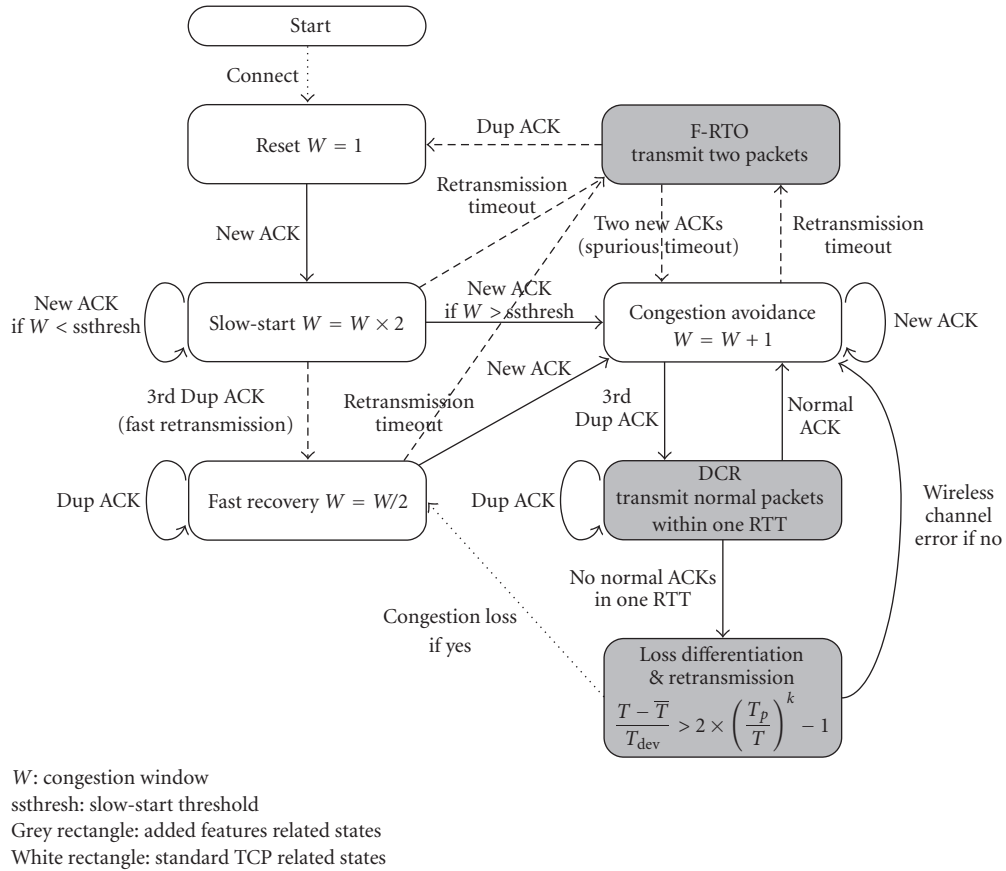 Start
Connect
Reset W = 1
Dup ACK
F-RTO
transmit two packets
Retransmission
timeout
New ACK
Two new ACKs
(spurious timeout)
Retransmission
timeout
New ACK
if W < ssthresh
Slow-start W = W × 2
New ACK
if W > ssthresh
Congestion avoidance
W = W + 1
New ACK
3rd Dup ACK
(fast retransmission)
Retransmission
timeout
New ACK
3rd
Dup ACK
Normal
ACK
Dup ACK
Fast recovery W = W/2
Dup ACK
DCR
transmit normal packets
within one RTT
Wireless
channel
error if no
No normal ACKs
in one RTT
Congestion loss
if yes
Loss differentiation
& retransmission
(T − T̅)/T_dev > 2 × (T_p/T)^k − 1
W: congestion window
ssthresh: slow-start threshold
Grey rectangle: added features related states
White rectangle: standard TCP related states